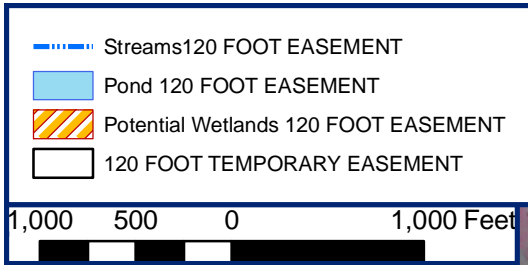 Streams120 FOOT EASEMENT
Pond 120 FOOT EASEMENT
Potential Wetlands 120 FOOT EASEMENT
120 FOOT TEMPORARY EASEMENT
1,000 500 0 1,000 Feet